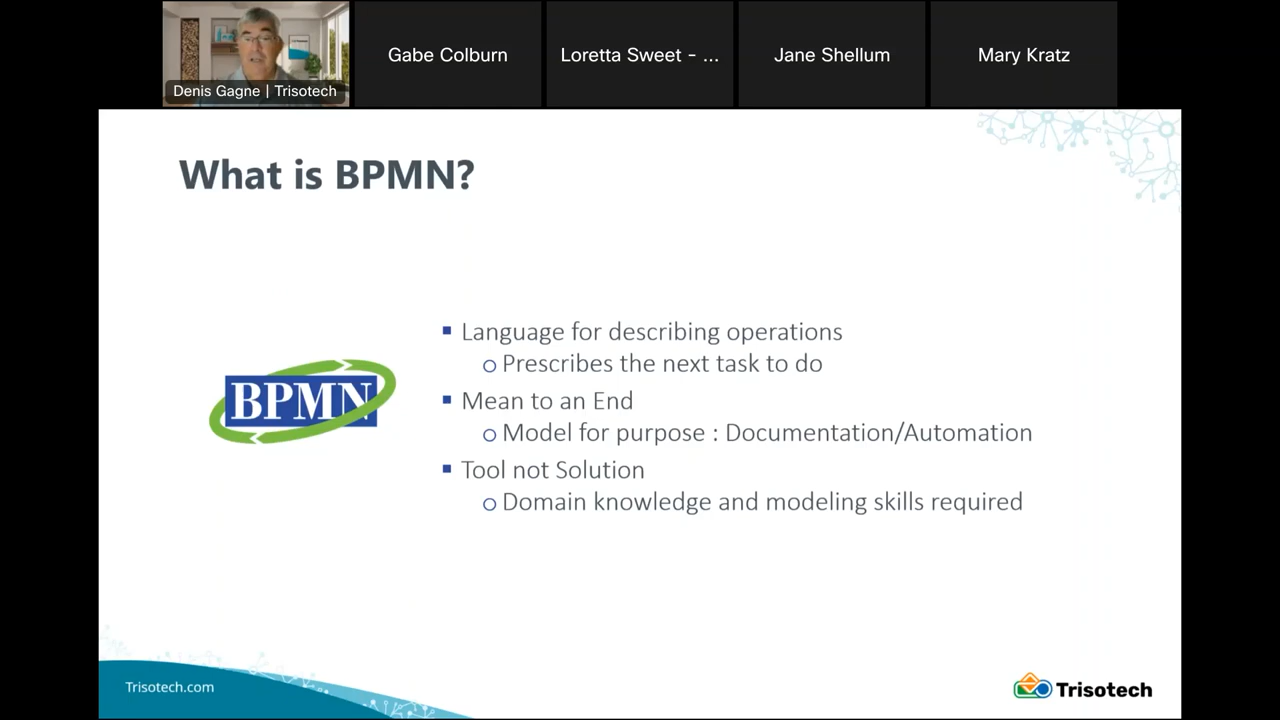 Denis Gagne | Trisotech
Gabe Colburn
Loretta Sweet - ...
Jane Shellum
Mary Kratz
What is BPMN?
BPMN
Language for describing operations
Prescribes the next task to do
Mean to an End
Model for purpose : Documentation/Automation
Tool not Solution
Domain knowledge and modeling skills required
Trisotech.com
Trisotech